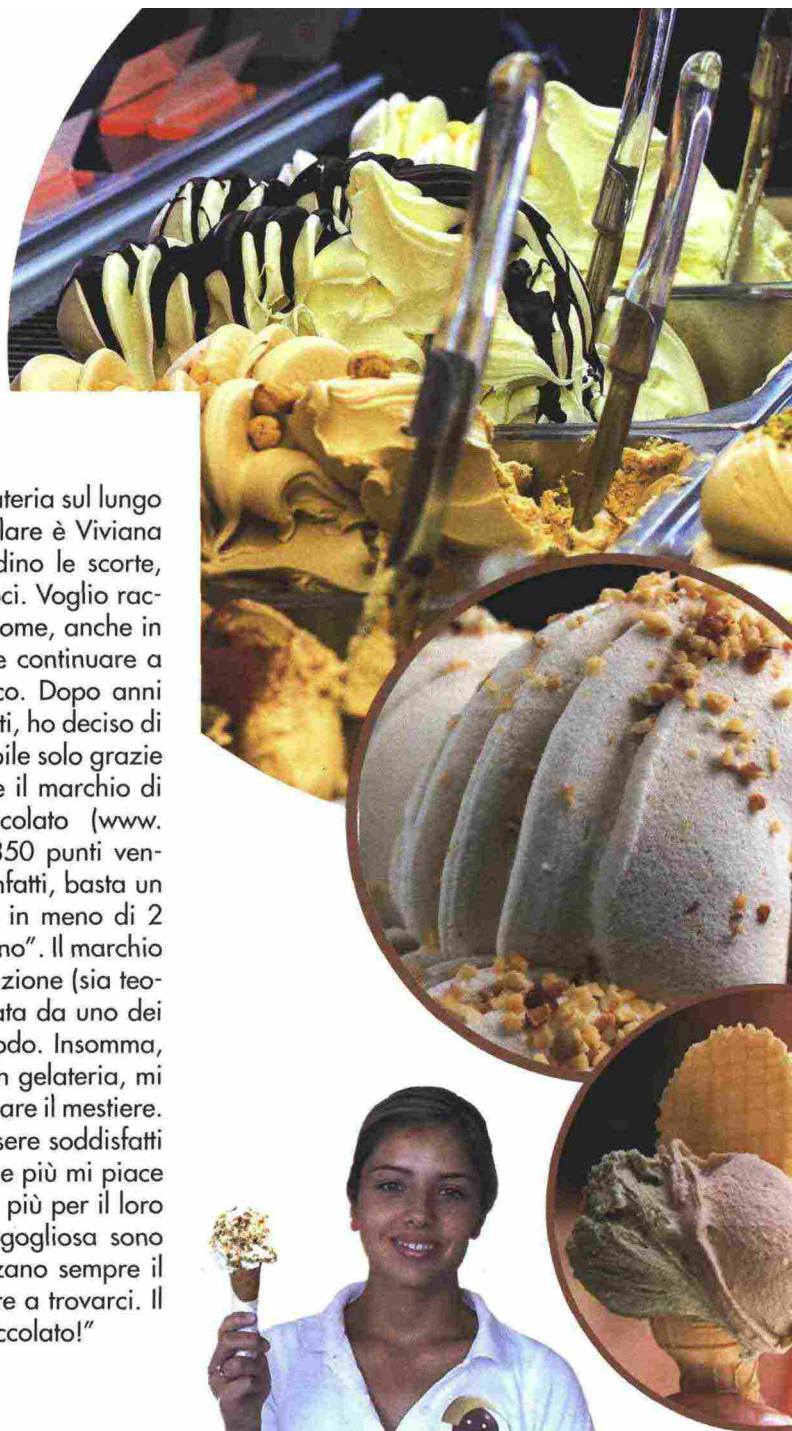 teria sul lungo
lare è Viviana
dino le scorte,
ci. Voglio rac-
ome, anche in
e continuare a
co. Dopo anni
ti, ho deciso di
bile solo grazie
e il marchio di
colato (www.
350 punti ven-
nfatti, basta un
in meno di 2
no". Il marchio
zione (sia teo-
ata da uno dei
odo. Insomma,
n gelateria, mi
are il mestiere.
sere soddisfatti
e più mi piace
più per il loro
gogliosa sono
zano sempre il
re a trovarci. Il
ccolato!"